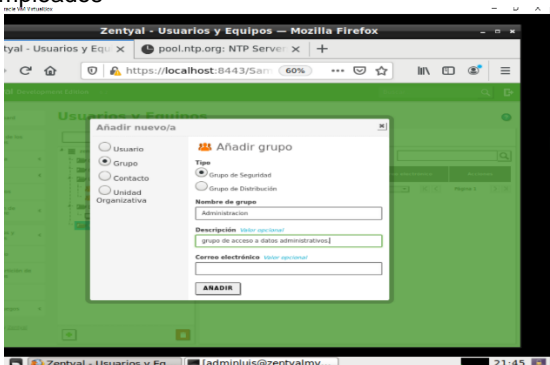 empleados
Zentyal - Usuarios y Equipos — Mozilla Firefox
tyal - Usuarios y Equi
pool.ntp.org: NTP Server
https://localhost:8443/Sam
60%
Usuarios y Equipos
Añadir nuevo/a
Usuario
Grupo
Contacto
Unidad
Organizativa
Añadir grupo
Tipo
Grupo de Seguridad
Grupo de Distribución
Nombre de grupo
Administracion
Descripción Valor opcional
grupo de acceso a datos administrativos.
Correo electrónico Valor opcional
AÑADIR
Zentyal - Usuarios y Eq...
[adminluis@zentyalmy...
21:45